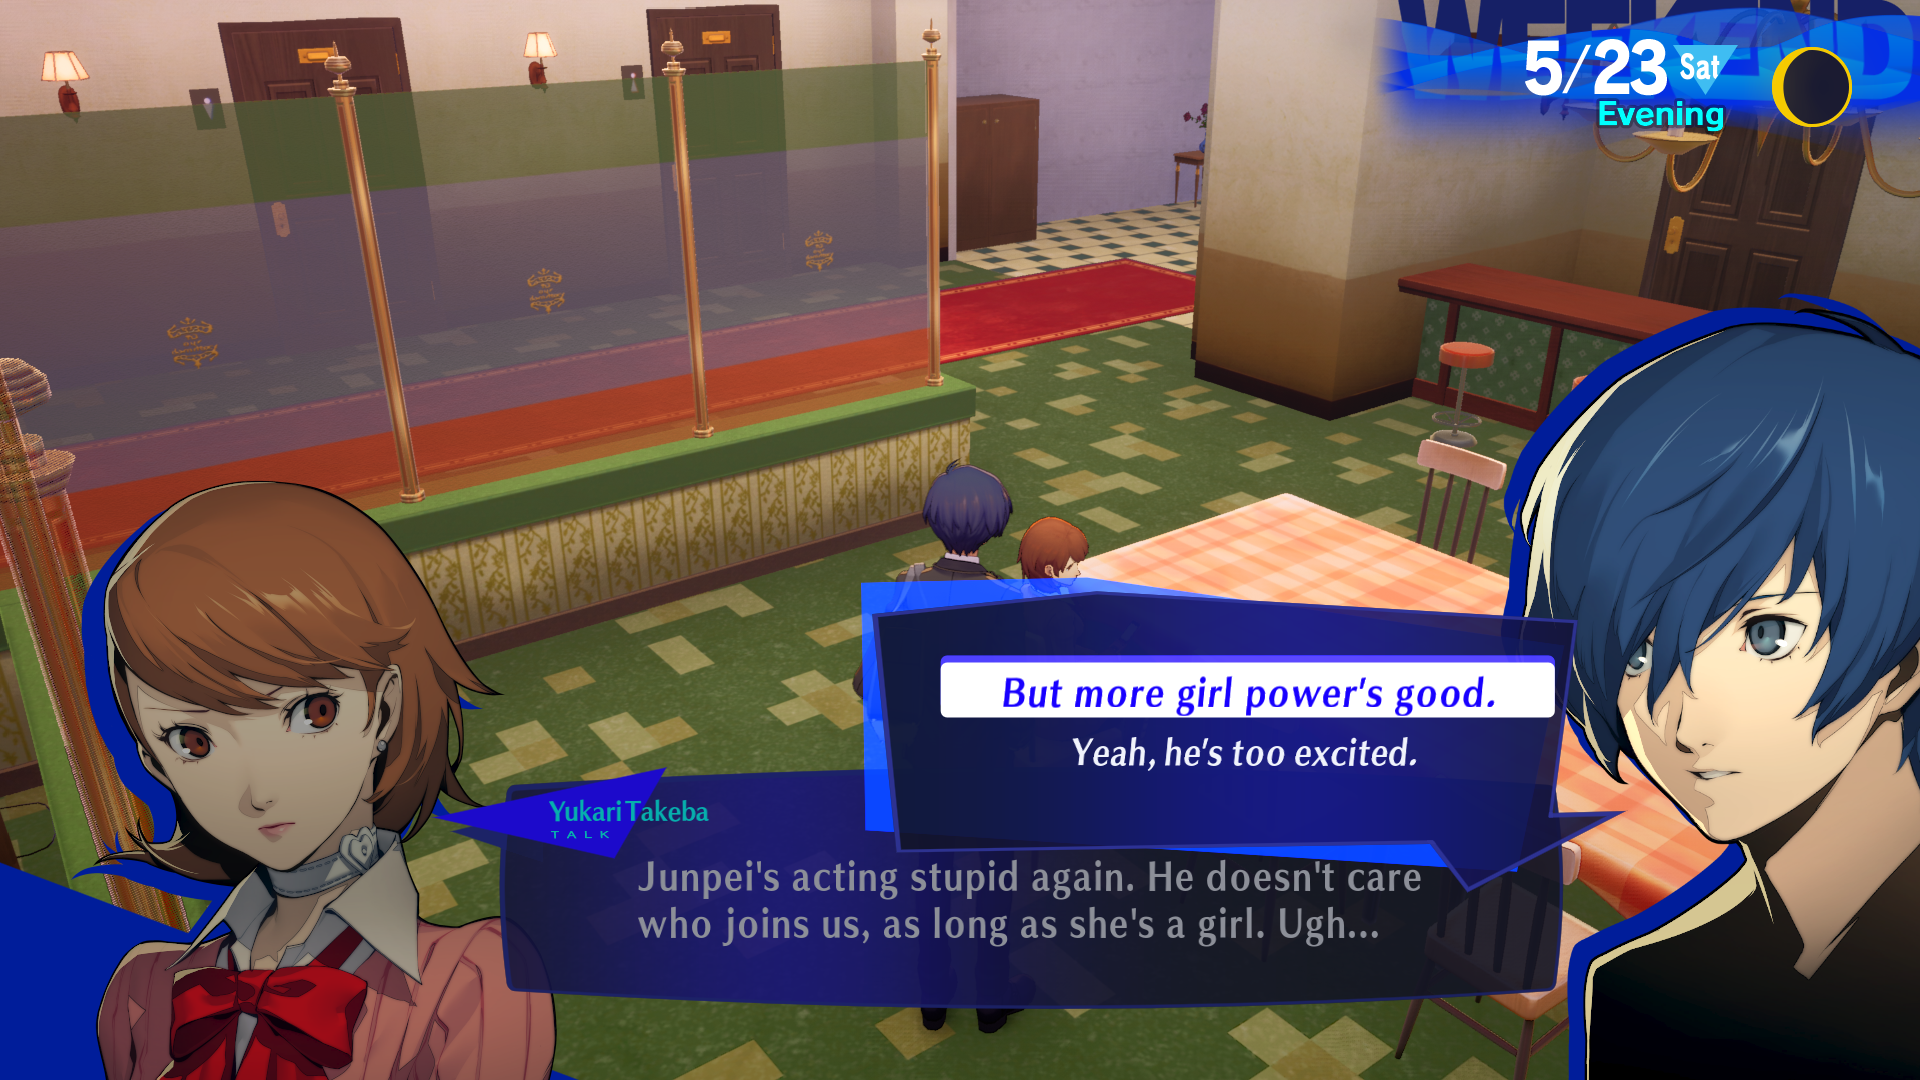 WEEKEND
5/23 Sat
Evening
But more girl power's good.
Yeah, he's too excited.
Yukari Takeba
TALK
Junpei's acting stupid again. He doesn't care
who joins us, as long as she's a girl. Ugh...